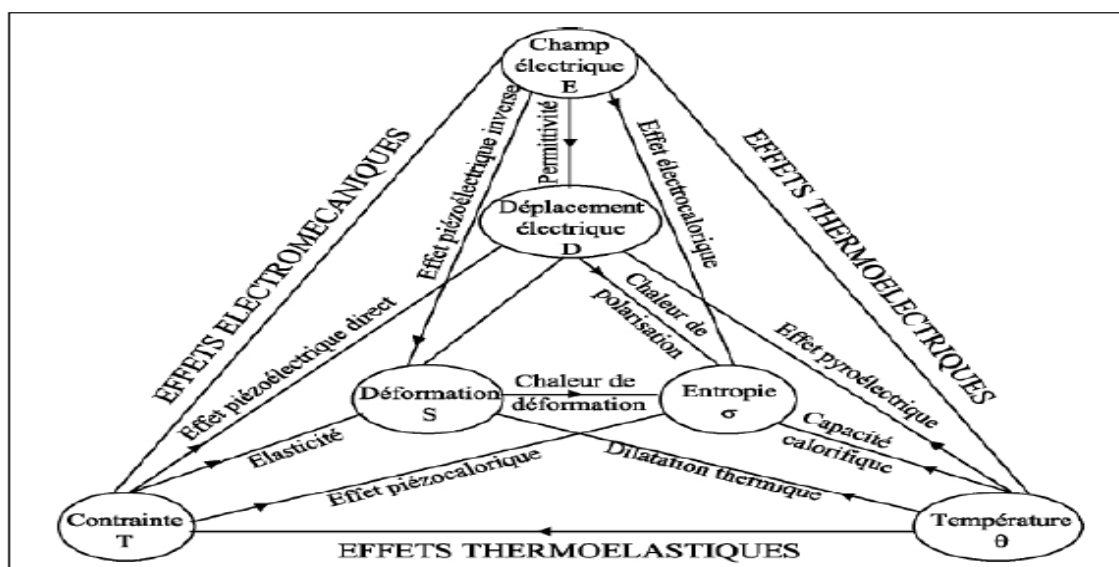 Champ
électrique
E
EFFETS ELECTROMECANIQUES
Effet piézoélectrique inverse
Permittivité
Effet électrocalorique
EFFETS THERMOELECTRIQUES
Déplacement
électrique
D
Effet piézoélectrique direct
Chaleur de
polarisation
Effet pyroélectrique
Déformation
S
Chaleur de
déformation
Entropie
σ
Elasticité
Effet piézocalorique
Dilatation thermique
Capacité
calorifique
Contrainte
T
Température
θ
EFFETS THERMOELASTIQUES